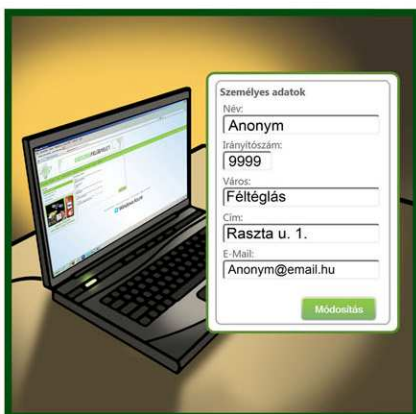 Személyes adatok
Név:
Anonym
Irányítószám:
9999
Város:
Féltéglás
Cím:
Raszta u. 1.
E-Mail:
Anonym@email.hu
Módosítás